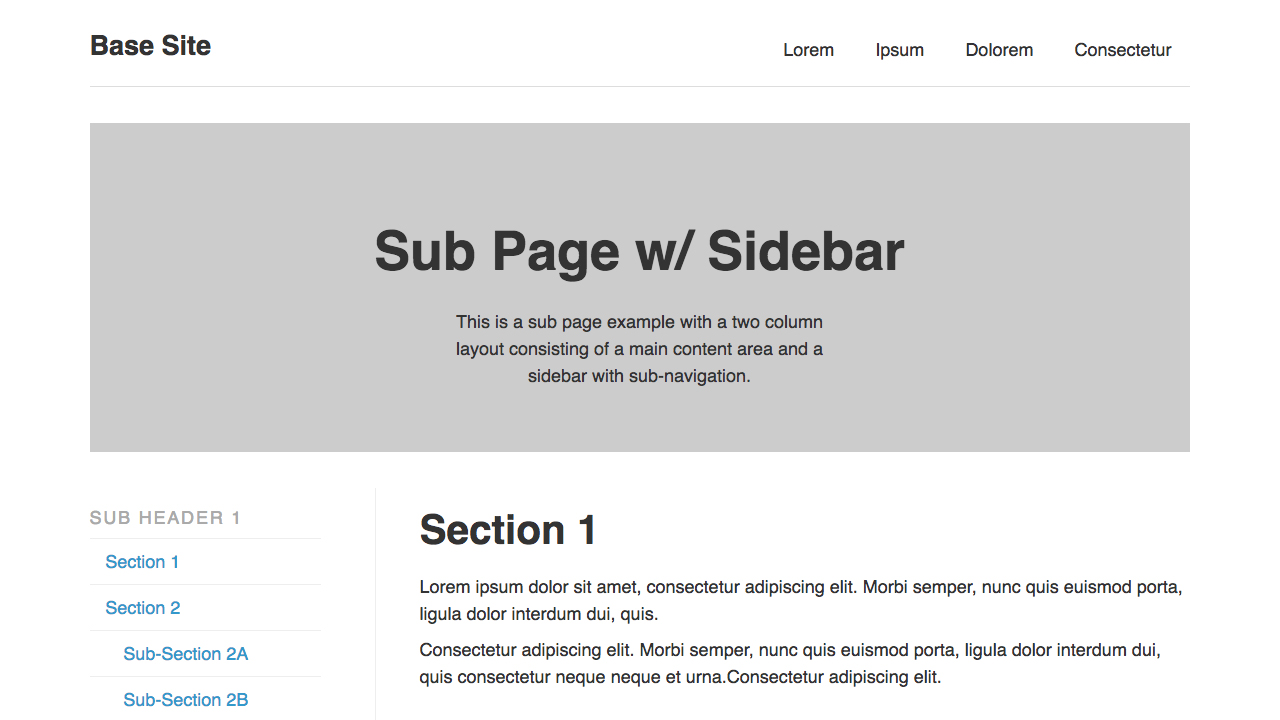 Base Site
Lorem Ipsum Dolorem Consectetur
Sub Page w/ Sidebar
This is a sub page example with a two column
layout consisting of a main content area and a
sidebar with sub-navigation.
SUB HEADER 1
Section 1
Section 2
Sub-Section 2A
Sub-Section 2B
Section 1
Lorem ipsum dolor sit amet, consectetur adipiscing elit. Morbi semper, nunc quis euismod porta,
ligula dolor interdum dui, quis.
Consectetur adipiscing elit. Morbi semper, nunc quis euismod porta, ligula dolor interdum dui,
quis consectetur neque neque et urna.Consectetur adipiscing elit.